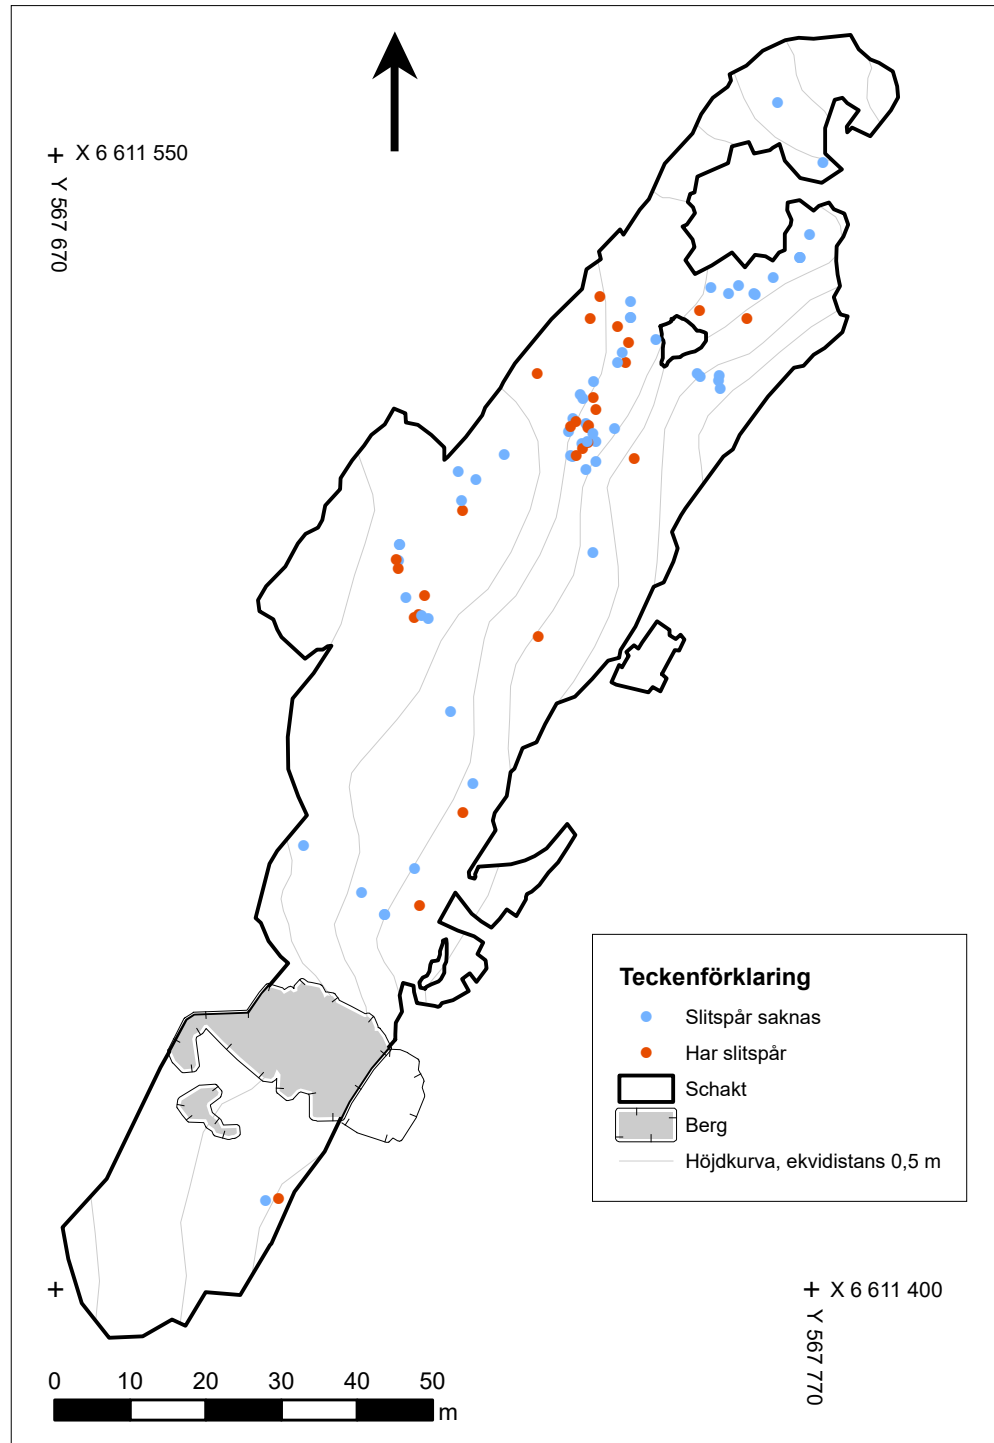 X 6 611 550
Y 567 670
Teckenförklaring
Slitspår saknas
Har slitspår
Schakt
Berg
Höjdkurva, ekvidistans 0,5 m
X 6 611 400
Y 567 770
0 10 20 30 40 50
m